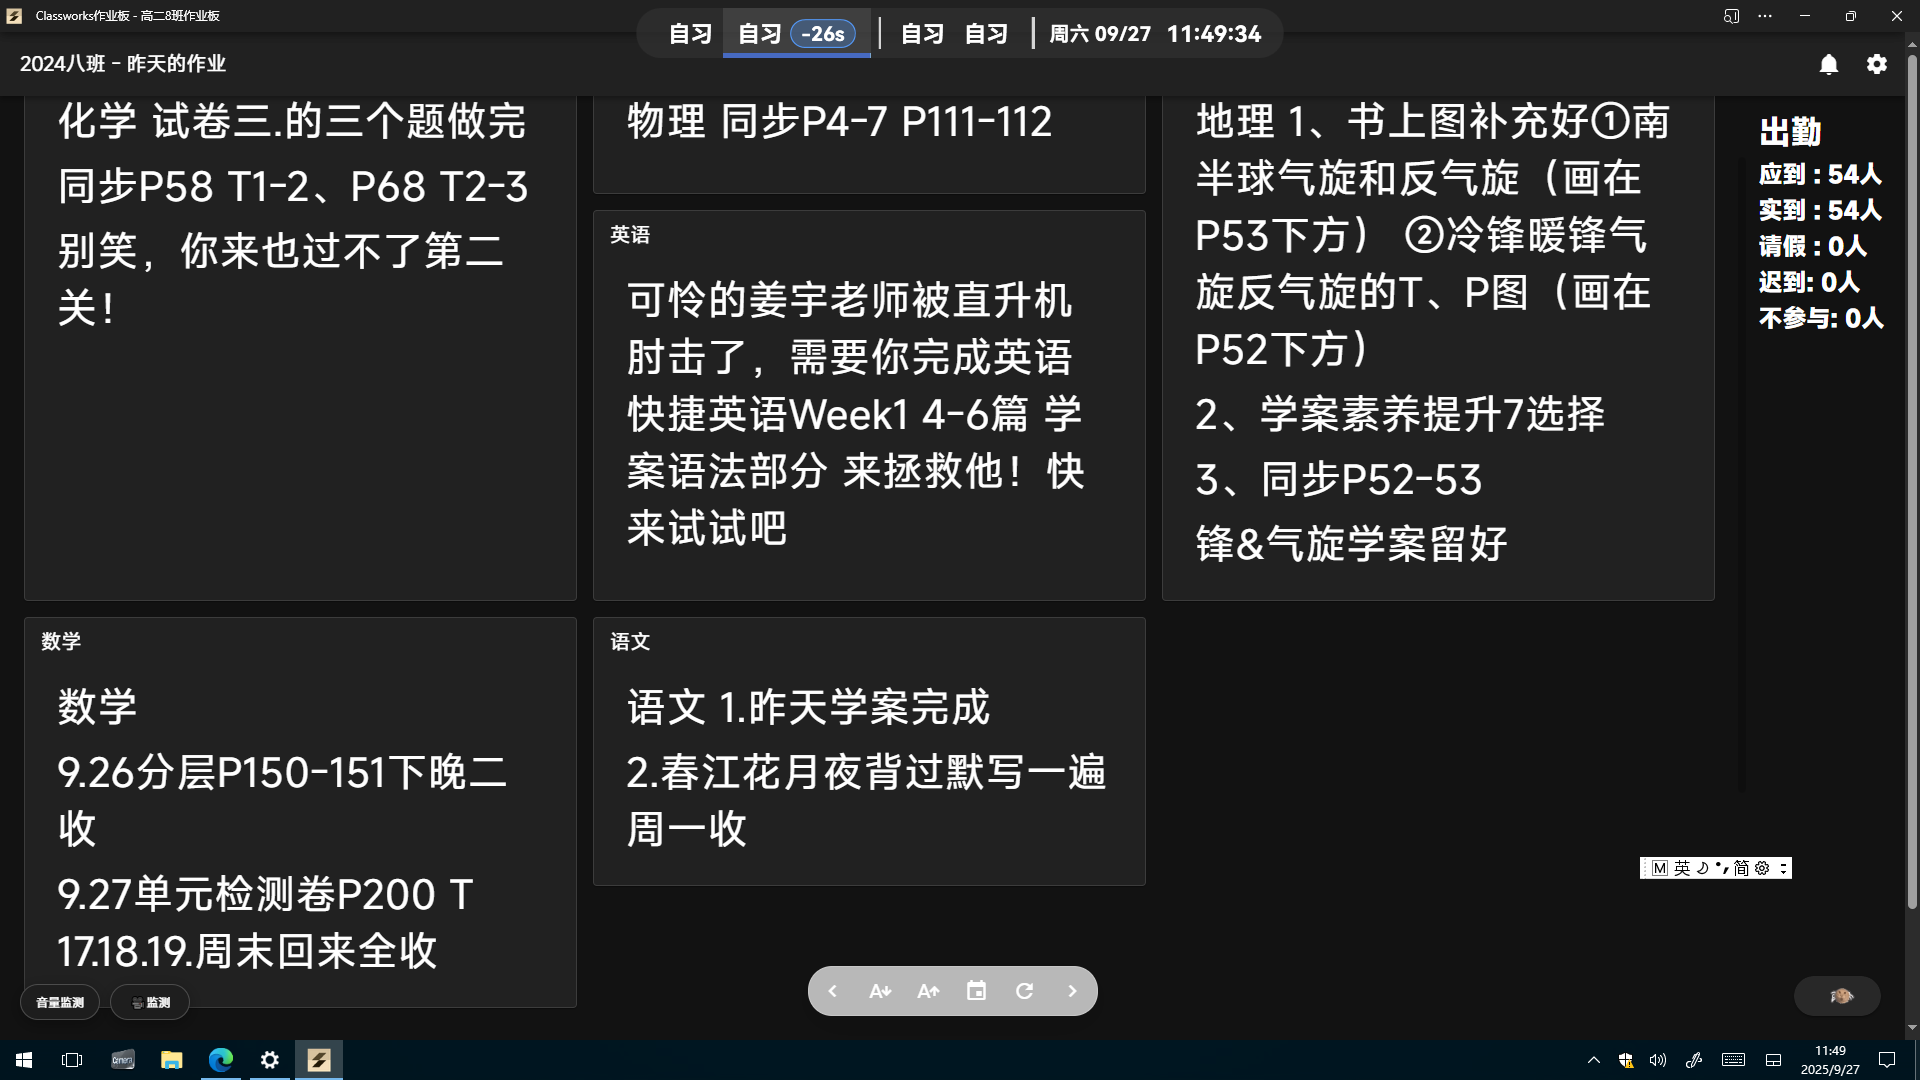 Classworks作业板 - 高二8班作业板
自习 自习 -26s 自习 自习 周六 09/27 11:49:34
2024八班 - 昨天的作业
化学 试卷三.的三个题做完
同步P58 T1-2、P68 T2-3
别笑，你来也过不了第二
关！
物理 同步P4-7 P111-112
英语
可怜的姜宇老师被直升机
肘击了，需要你完成英语
快捷英语Week1 4-6篇 学
案语法部分 来拯救他！快
来试试吧
地理 1、书上图补充好①南
半球气旋和反气旋（画在
P53下方） ②冷锋暖锋气
旋反气旋的T、P图（画在
P52下方）
2、学案素养提升7选择
3、同步P52-53
锋&气旋学案留好
出勤
应到 : 54人
实到 : 54人
请假 : 0人
迟到: 0人
不参与: 0人
数学
数学
9.26分层P150-151下晚二
收
9.27单元检测卷P200 T
17.18.19.周末回来全收
语文
语文 1.昨天学案完成
2.春江花月夜背过默写一遍
周一收
M 英 简
音量监测
监测
11:49
2025/9/27